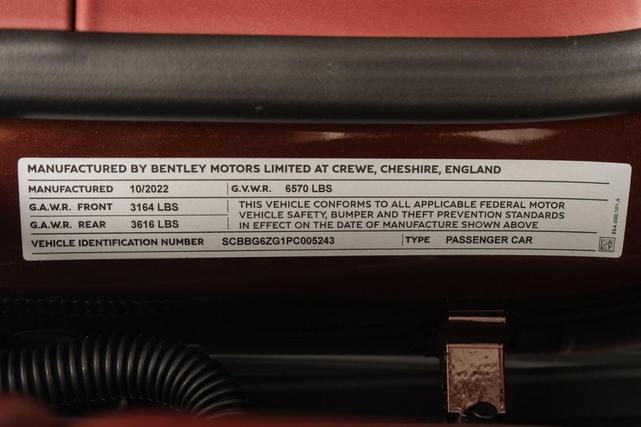 MANUFACTURED BY BENTLEY MOTORS LIMITED AT CREWE, CHESHIRE, ENGLAND
MANUFACTURED 10/2022 G.V.W.R. 6570 LBS
G.A.W.R. FRONT 3164 LBS
G.A.W.R. REAR 3616 LBS
THIS VEHICLE CONFORMS TO ALL APPLICABLE FEDERAL MOTOR
VEHICLE SAFETY, BUMPER AND THEFT PREVENTION STANDARDS
IN EFFECT ON THE DATE OF MANUFACTURE SHOWN ABOVE
VEHICLE IDENTIFICATION NUMBER SCBBG6ZG1PC005243 TYPE PASSENGER CAR